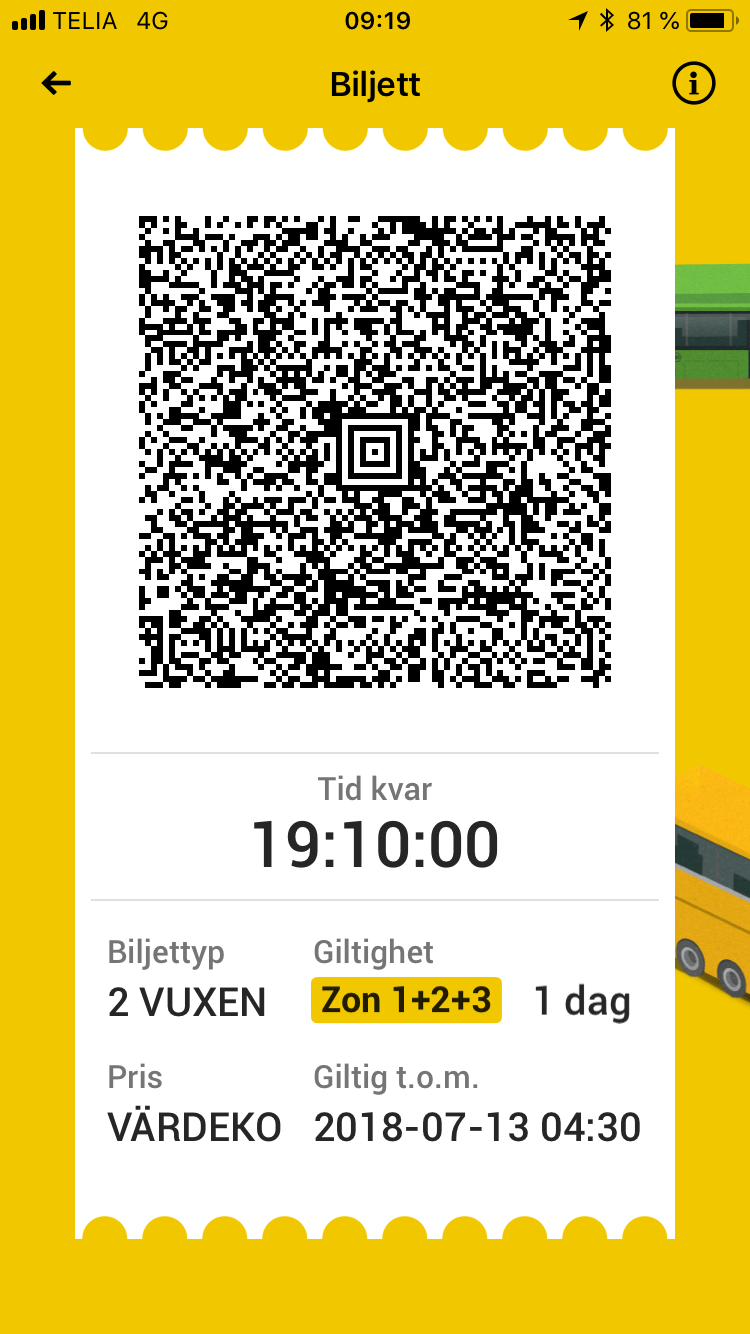 TELIA 4G 09:19 81 %
Biljett
Tid kvar
19:10:00
Biljettyp Giltighet
2 VUXEN Zon 1+2+3 1 dag
Pris Giltig t.o.m.
VÄRDEKO 2018-07-13 04:30